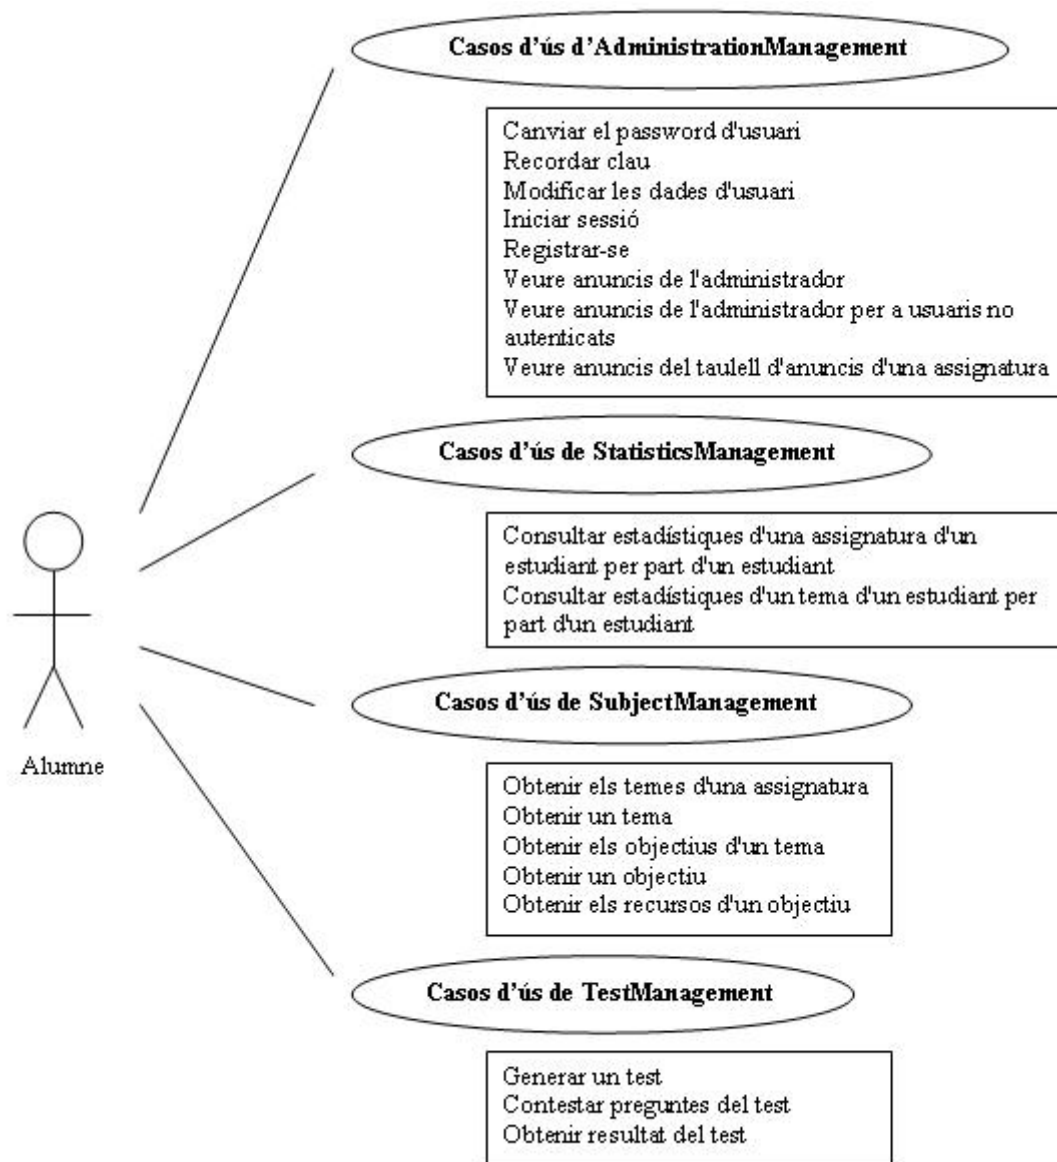 Casos d'ús d'AdministrationManagement
Canviar el password d'usuari
Recordar clau
Modificar les dades d'usuari
Iniciar sessió
Registrar-se
Veure anuncis de l'administrador
Veure anuncis de l'administrador per a usuaris no
autenticats
Veure anuncis del taulell d'anuncis d'una assignatura
Casos d'ús de StatisticsManagement
Consultar estadístiques d'una assignatura d'un
estudiant per part d'un estudiant
Consultar estadístiques d'un tema d'un estudiant per
part d'un estudiant
Casos d'ús de SubjectManagement
Alumne
Obtenir els temes d'una assignatura
Obtenir un tema
Obtenir els objectius d'un tema
Obtenir un objectiu
Obtenir els recursos d'un objectiu
Casos d'ús de TestManagement
Generar un test
Contestar preguntes del test
Obtenir resultat del test